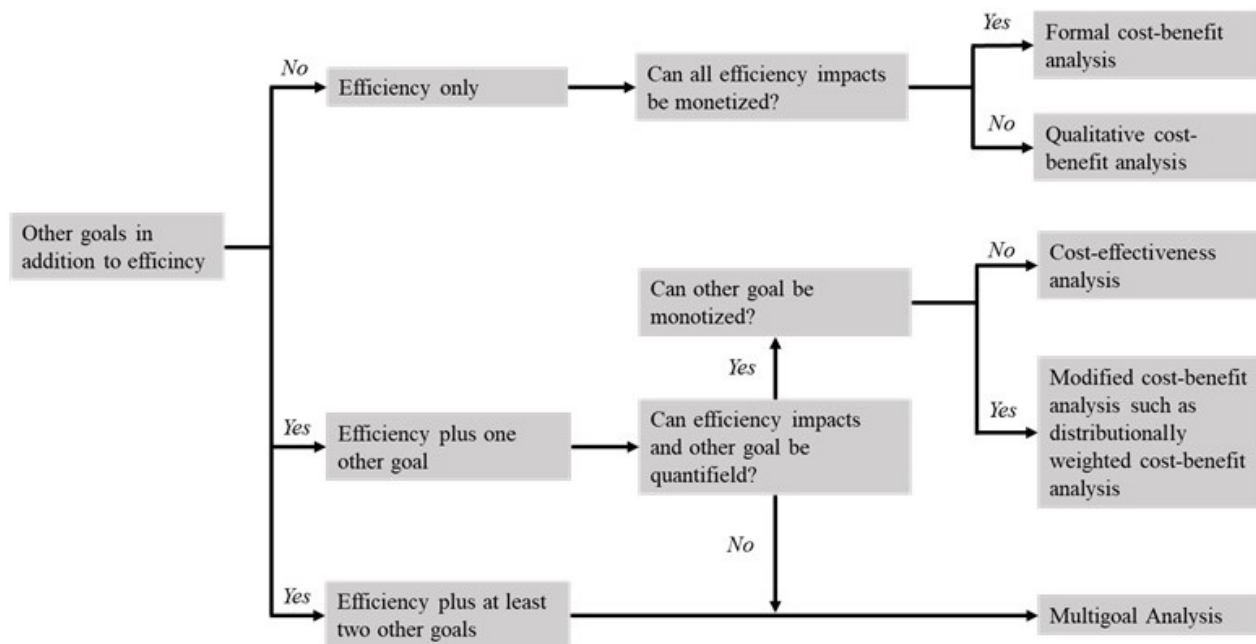 Other goals in
addition to efficincy
No
Efficiency only
Can all efficiency impacts
be monetized?
Yes
Formal cost-benefit
analysis
No
Qualitative cost-
benefit analysis
Yes
Efficiency plus one
other goal
Can efficiency impacts
and other goal be
quantifield?
Yes
Can other goal be
monotized?
No
Cost-effectiveness
analysis
Yes
Modified cost-benefit
analysis such as
distributionally
weighted cost-benefit
analysis
No
Yes
Efficiency plus at least
two other goals
Multigoal Analysis